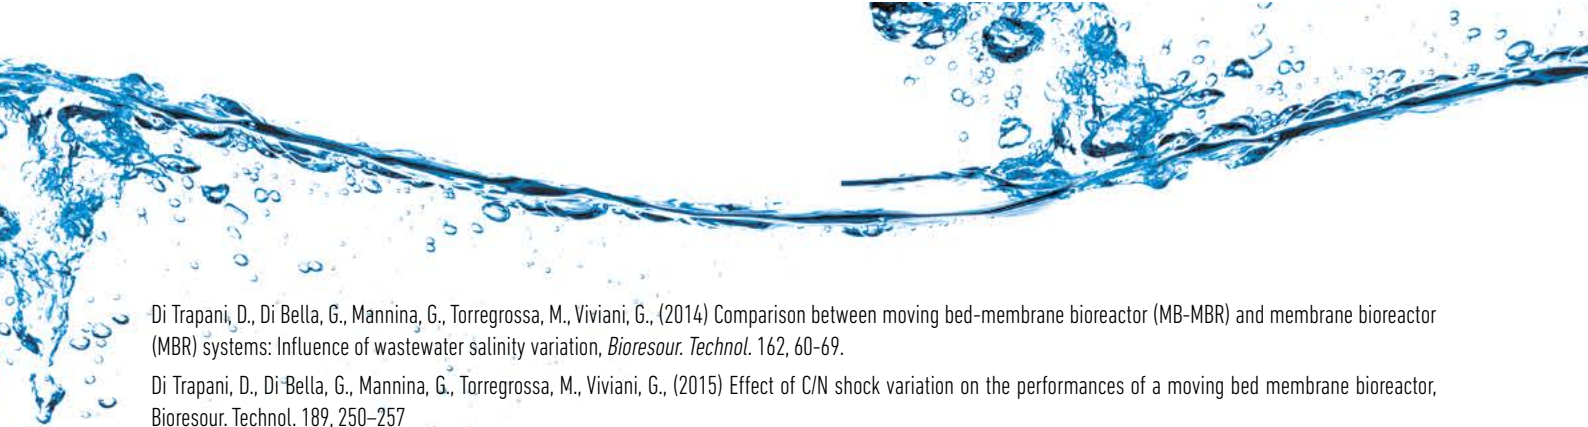 Di Trapani, D., Di Bella, G., Mannina, G., Torregrossa, M., Viviani, G., (2014) Comparison between moving bed-membrane bioreactor (MB-MBR) and membrane bioreactor
(MBR) systems: Influence of wastewater salinity variation, Bioresour. Technol. 162, 60-69.
Di Trapani, D., Di Bella, G., Mannina, G., Torregrossa, M., Viviani, G., (2015) Effect of C/N shock variation on the performances of a moving bed membrane bioreactor,
Bioresour. Technol. 189, 250–257